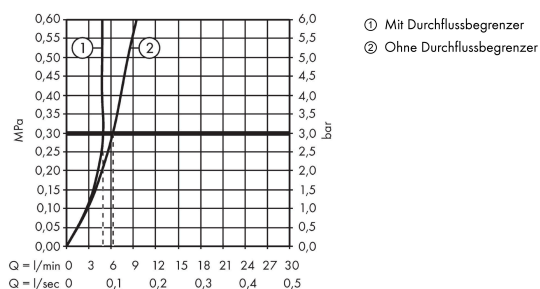 0,60 6,0
0,55 5,5
0,50 5,0
0,45 4,5
0,40 4,0
0,35 3,5
0,30 3,0
0,25 2,5
0,20 2,0
0,15 1,5
0,10 1,0
0,05 0,5
0,00 0,0
MPa
bar
1
2
Q = l/min 0 3 6 9 12 15 18 21 24 27 30
Q = l/sec 0 0,1 0,2 0,3 0,4 0,5
① Mit Durchflussbegrenzer
② Ohne Durchflussbegrenzer